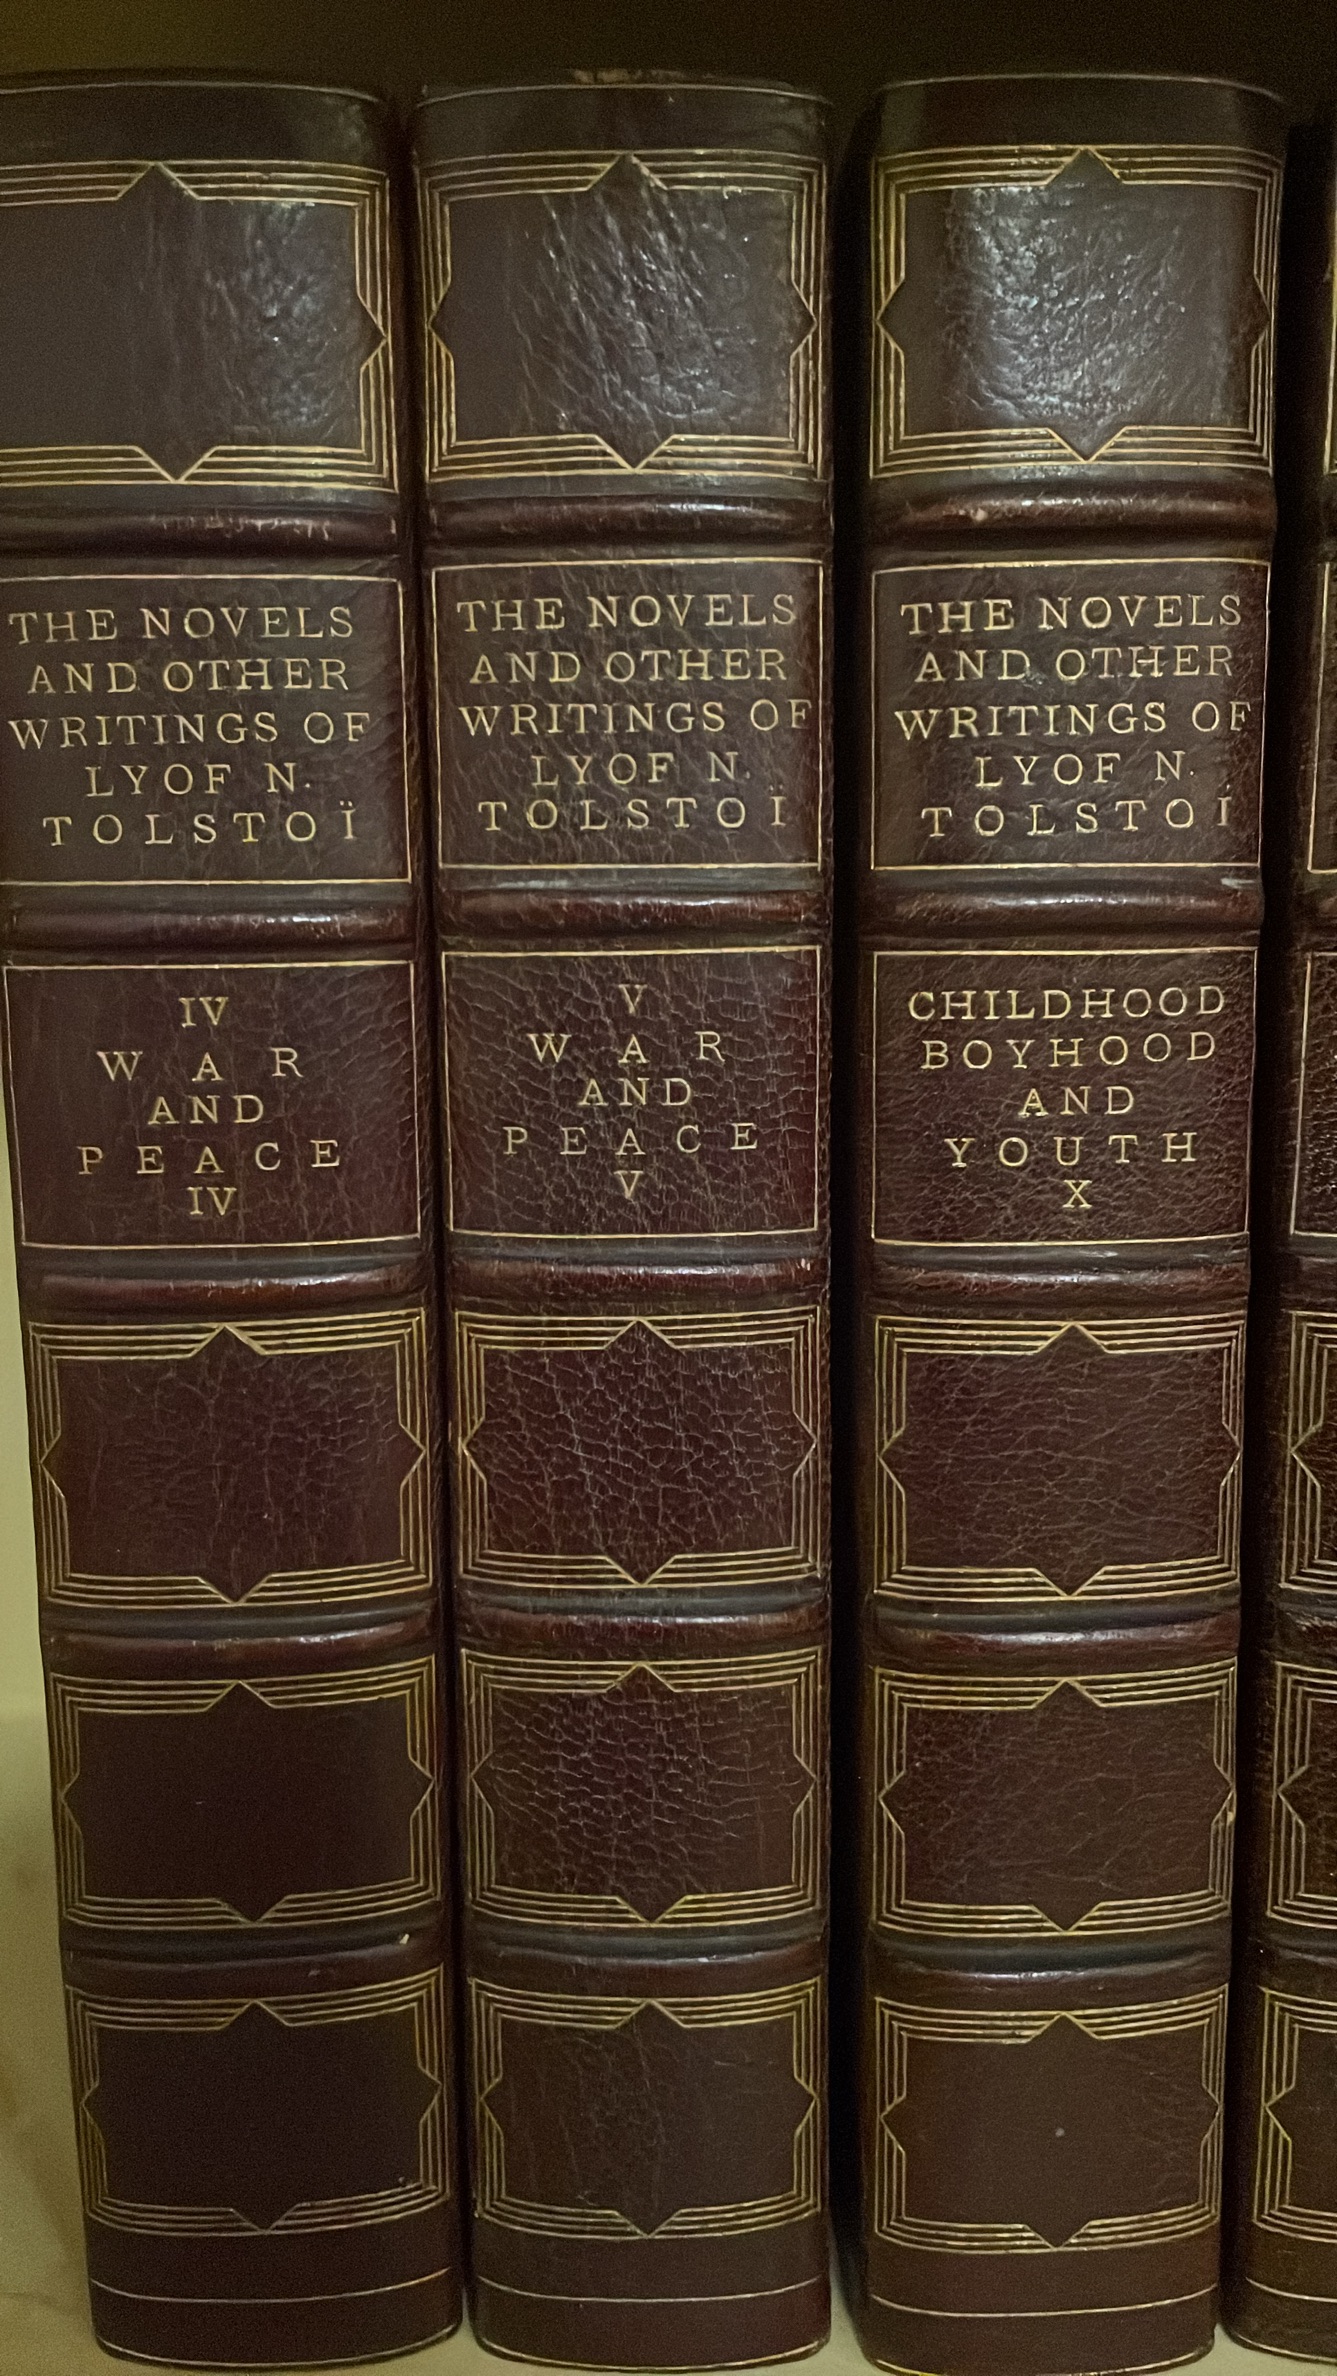 THE NOVELS
AND OTHER
WRITINGS OF
LYOF N.
TOLSTOÏ
IV
WAR
AND
PEACE
IV
THE NOVELS
AND OTHER
WRITINGS OF
LYOF N.
TOLSTOÏ
V
WAR
AND
PEACE
V
THE NOVELS
AND OTHER
WRITINGS OF
LYOF N.
TOLSTOÏ
CHILDHOOD
BOYHOOD
AND
YOUTH
X